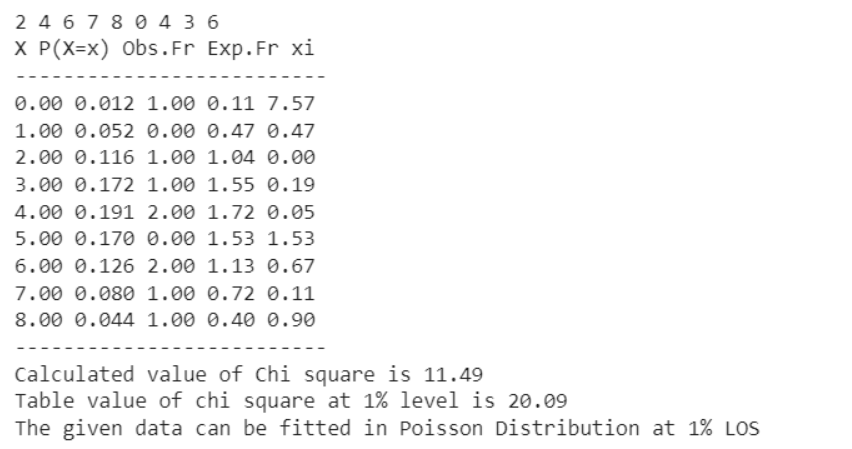 2 4 6 7 8 0 4 3 6
X P(X=x) Obs.Fr Exp.Fr xi
--------------------------
0.00 0.012 1.00 0.11 7.57
1.00 0.052 0.00 0.47 0.47
2.00 0.116 1.00 1.04 0.00
3.00 0.172 1.00 1.55 0.19
4.00 0.191 2.00 1.72 0.05
5.00 0.170 0.00 1.53 1.53
6.00 0.126 2.00 1.13 0.67
7.00 0.080 1.00 0.72 0.11
8.00 0.044 1.00 0.40 0.90
--------------------------
Calculated value of Chi square is 11.49
Table value of chi square at 1% level is 20.09
The given data can be fitted in Poisson Distribution at 1% LOS